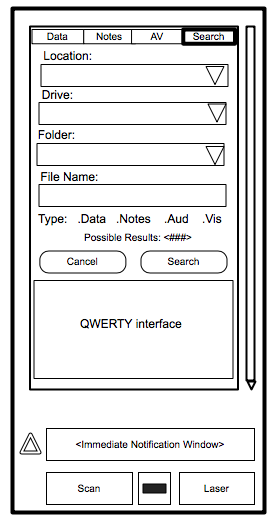 Data Notes AV Search
Location:
Drive:
Folder:
File Name:
Type: .Data .Notes .Aud .Vis
Possible Results: <###>
Cancel Search
QWERTY interface
<Immediate Notification Window>
Scan Laser